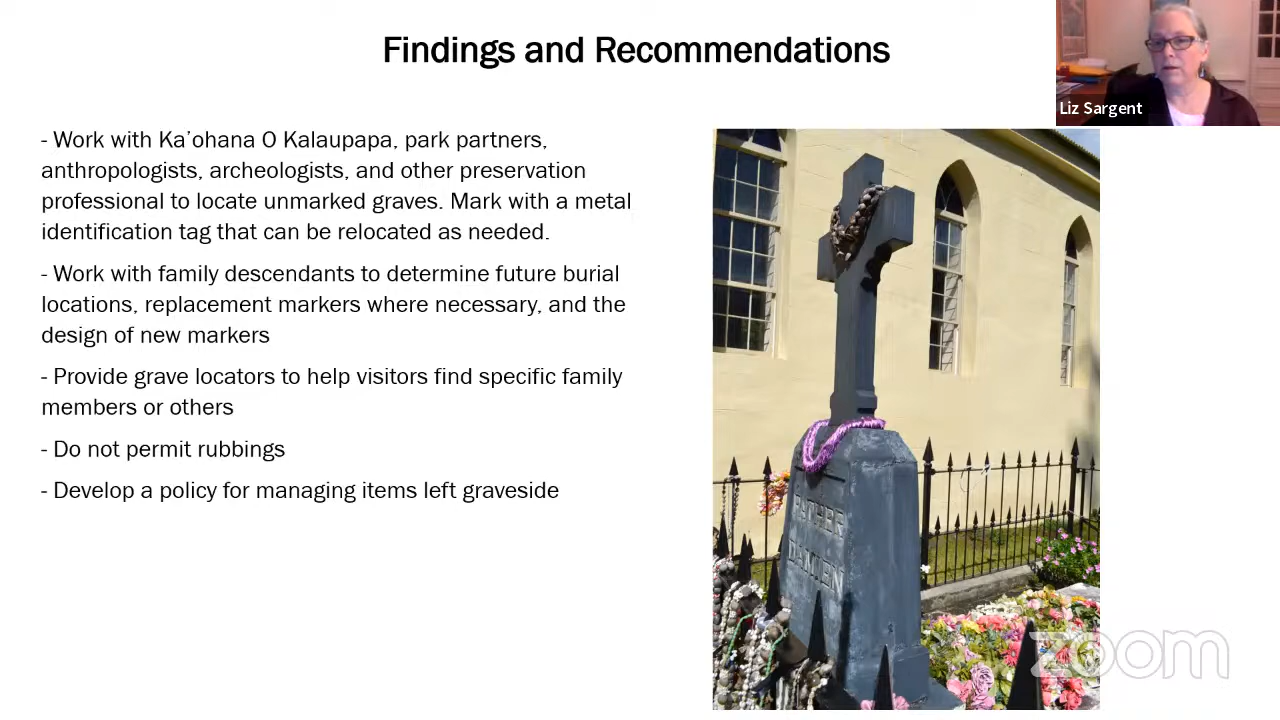 Findings and Recommendations
Liz Sargent
- Work with Ka’ohana O Kalaupapa, park partners,
anthropologists, archeologists, and other preservation
professional to locate unmarked graves. Mark with a metal
identification tag that can be relocated as needed.
- Work with family descendants to determine future burial
locations, replacement markers where necessary, and the
design of new markers
- Provide grave locators to help visitors find specific family
members or others
- Do not permit rubbings
- Develop a policy for managing items left graveside
FATHER
DAMIEN
zoom